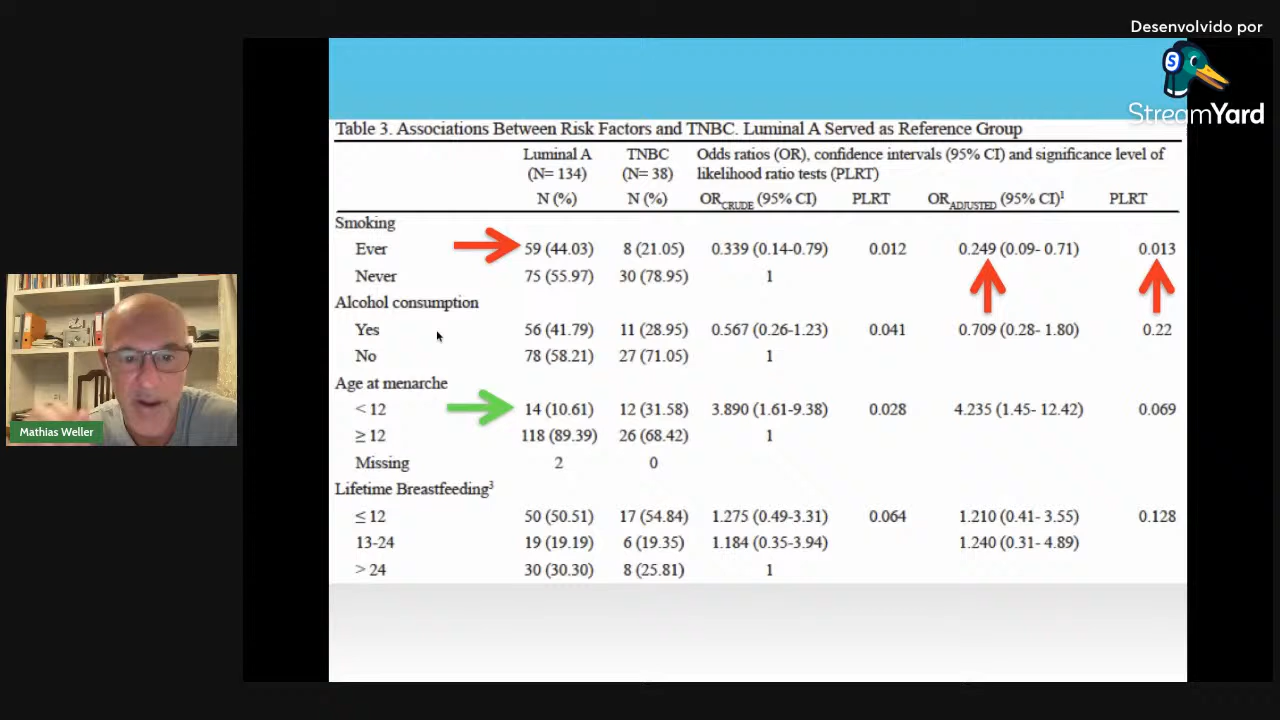 Desenvolvido por
StreamYard
Table 3. Associations Between Risk Factors and TNBC. Luminal A Served as Reference Group
Luminal A TNBC Odds ratios (OR), confidence intervals (95% CI) and significance level of
(N= 134) (N= 38) likelihood ratio tests (PLRT)
N (%) N (%) ORCRUDE (95% CI) PLRT ORADJUSTED (95% CI)1 PLRT
Smoking
Ever 59 (44.03) 8 (21.05) 0.339 (0.14-0.79) 0.012 0.249 (0.09- 0.71) 0.013
Never 75 (55.97) 30 (78.95) 1
Alcohol consumption
Yes 56 (41.79) 11 (28.95) 0.567 (0.26-1.23) 0.041 0.709 (0.28- 1.80) 0.22
No 78 (58.21) 27 (71.05) 1
Age at menarche
< 12 14 (10.61) 12 (31.58) 3.890 (1.61-9.38) 0.028 4.235 (1.45- 12.42) 0.069
≥ 12 118 (89.39) 26 (68.42) 1
Missing 2 0
Lifetime Breastfeeding3
≤ 12 50 (50.51) 17 (54.84) 1.275 (0.49-3.31) 0.064 1.210 (0.41- 3.55) 0.128
13-24 19 (19.19) 6 (19.35) 1.184 (0.35-3.94) 1.240 (0.31- 4.89)
> 24 30 (30.30) 8 (25.81) 1
Mathias Weller